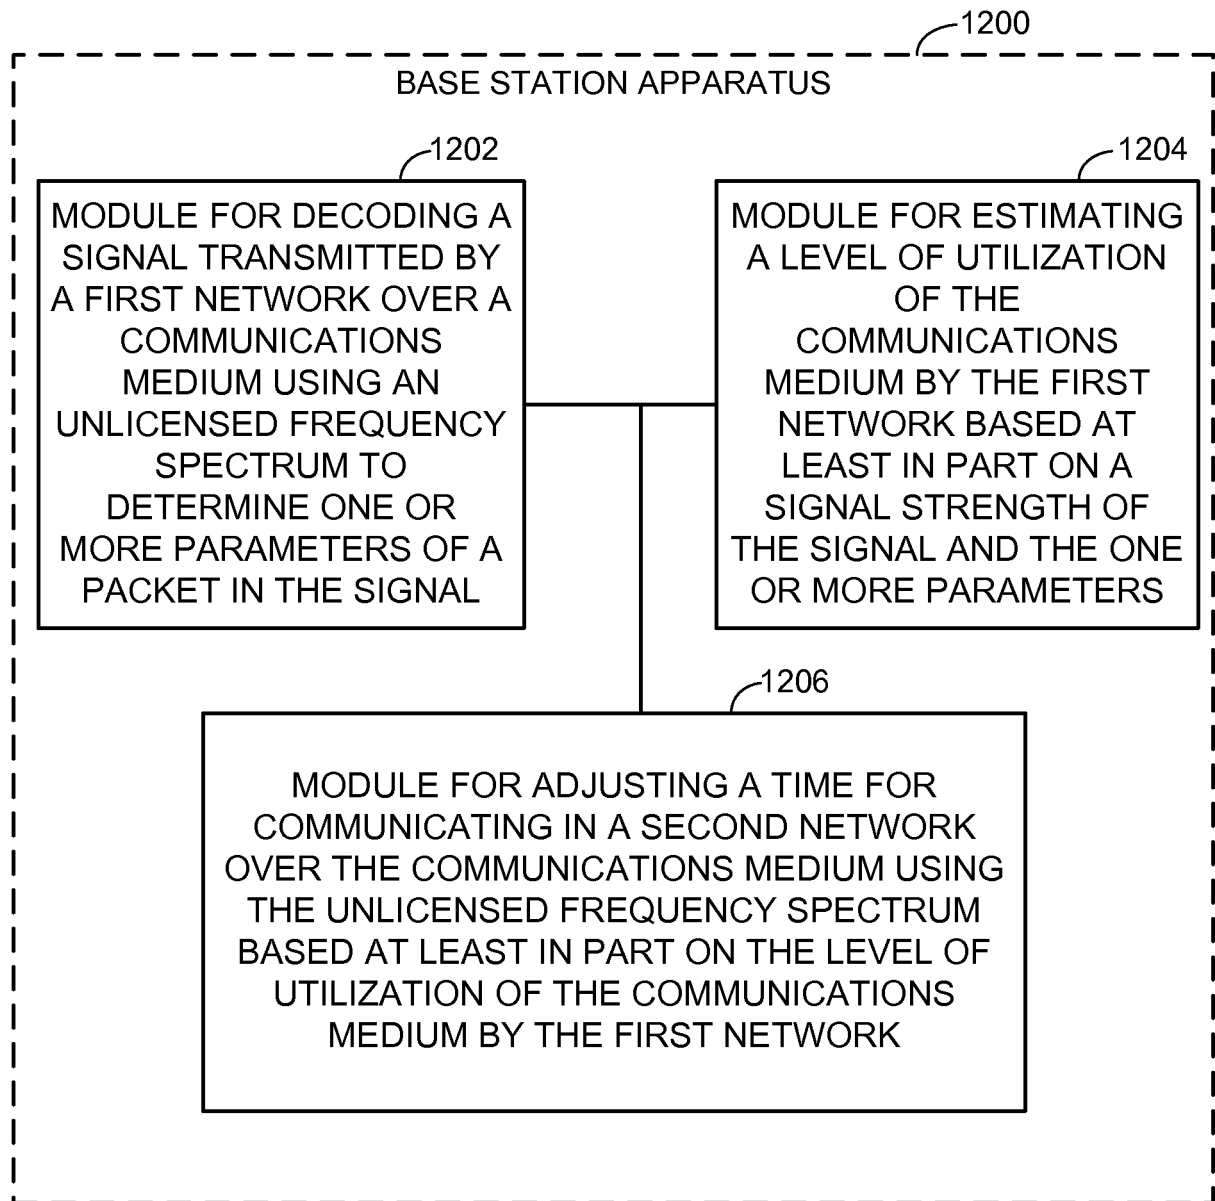 1200
BASE STATION APPARATUS
1202
MODULE FOR DECODING A
SIGNAL TRANSMITTED BY
A FIRST NETWORK OVER A
COMMUNICATIONS
MEDIUM USING AN
UNLICENSED FREQUENCY
SPECTRUM TO
DETERMINE ONE OR
MORE PARAMETERS OF A
PACKET IN THE SIGNAL
1204
MODULE FOR ESTIMATING
A LEVEL OF UTILIZATION
OF THE
COMMUNICATIONS
MEDIUM BY THE FIRST
NETWORK BASED AT
LEAST IN PART ON A
SIGNAL STRENGTH OF
THE SIGNAL AND THE ONE
OR MORE PARAMETERS
1206
MODULE FOR ADJUSTING A TIME FOR
COMMUNICATING IN A SECOND NETWORK
OVER THE COMMUNICATIONS MEDIUM USING
THE UNLICENSED FREQUENCY SPECTRUM
BASED AT LEAST IN PART ON THE LEVEL OF
UTILIZATION OF THE COMMUNICATIONS
MEDIUM BY THE FIRST NETWORK